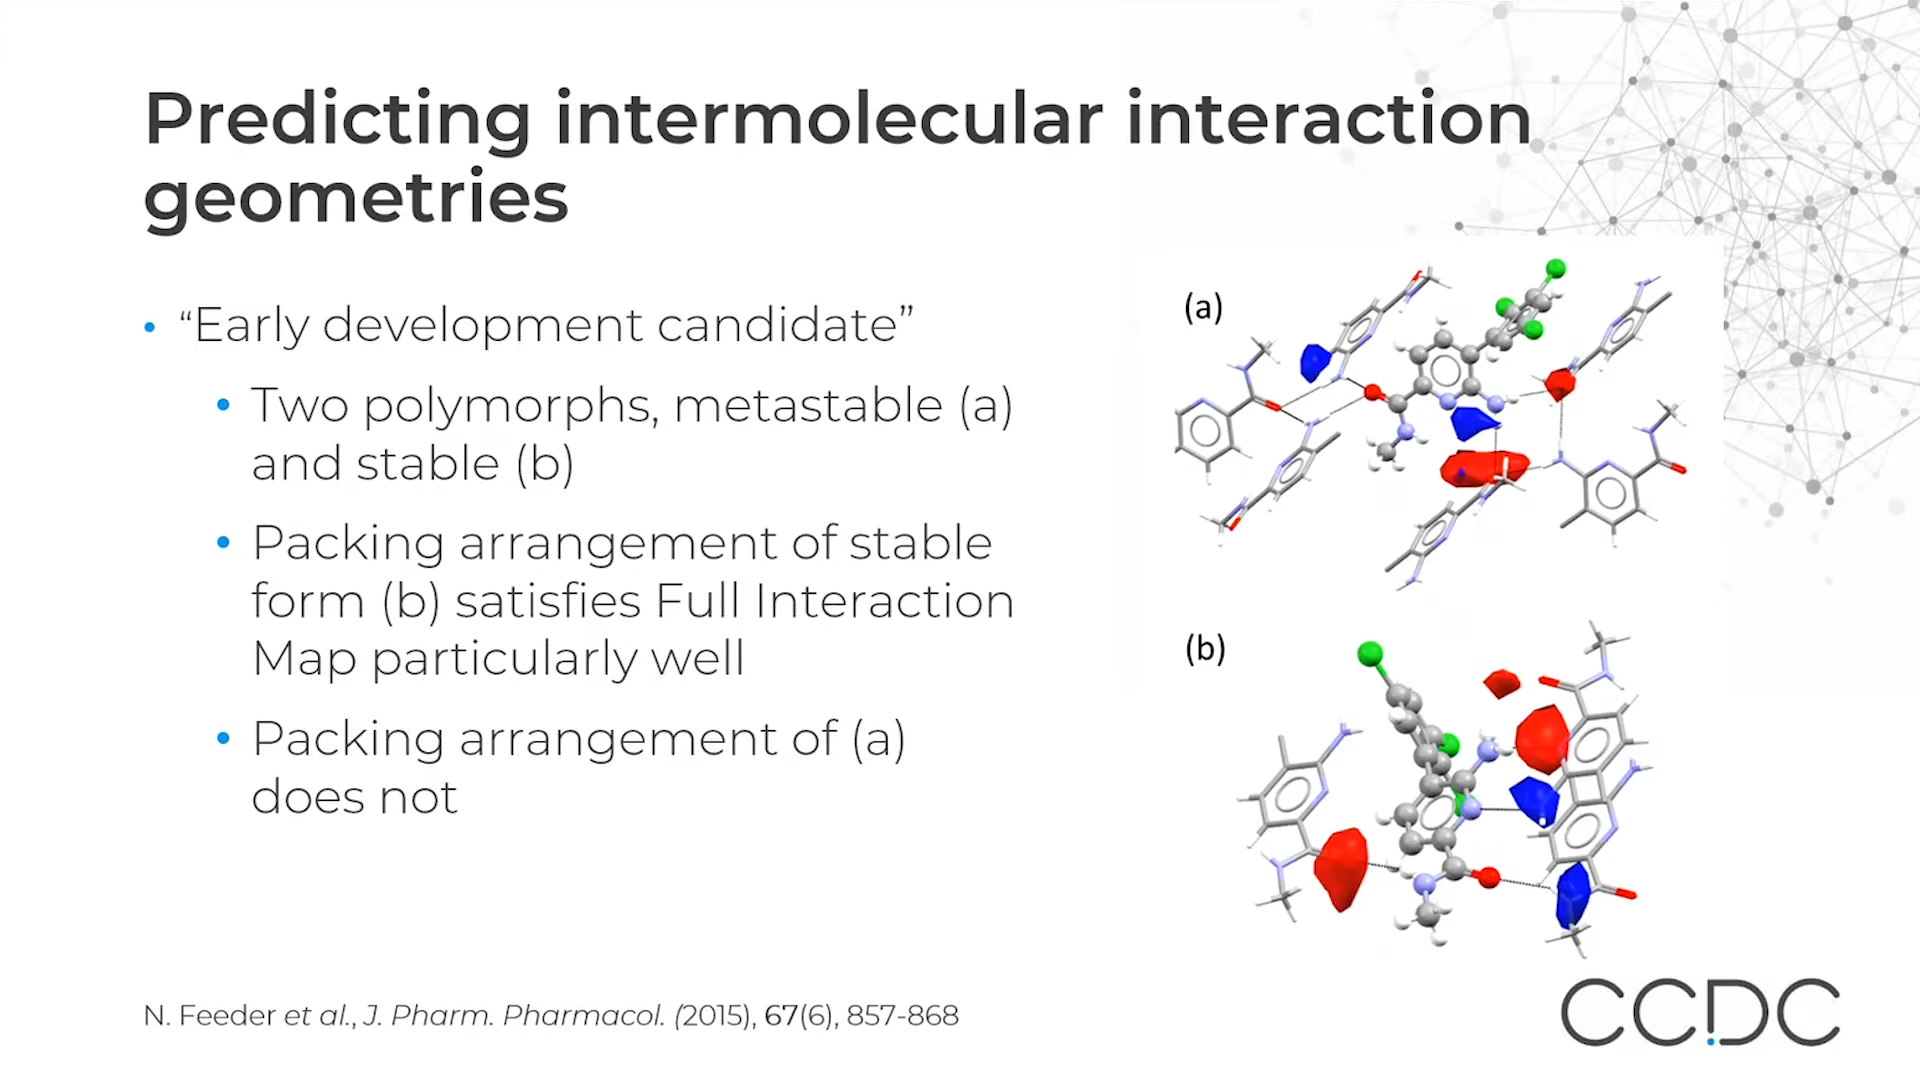 Predicting intermolecular interaction
geometries
• “Early development candidate”
• Two polymorphs, metastable (a)
and stable (b)
• Packing arrangement of stable
form (b) satisfies Full Interaction
Map particularly well
• Packing arrangement of (a)
does not
(a)
(b)
N. Feeder et al., J. Pharm. Pharmacol. (2015), 67(6), 857-868
CCDC